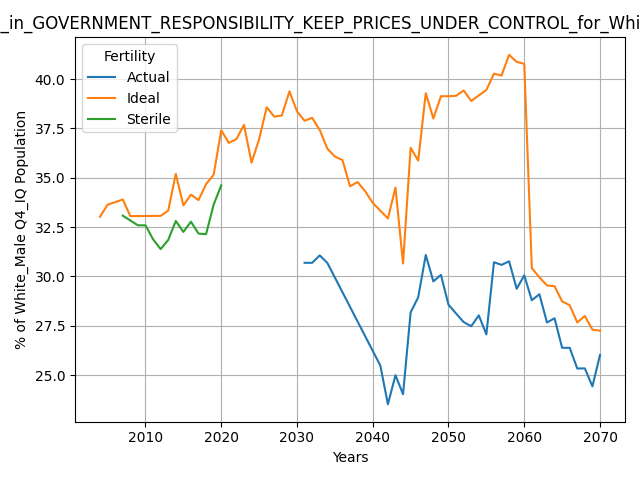 _in_GOVERNMENT_RESPONSIBILITY_KEEP_PRICES_UNDER_CONTROL_for_Whi
Fertility
Actual
Ideal
Sterile
% of White_Male Q4_IQ Population
40.0
37.5
35.0
32.5
30.0
27.5
25.0
2010 2020 2030 2040 2050 2060 2070
Years